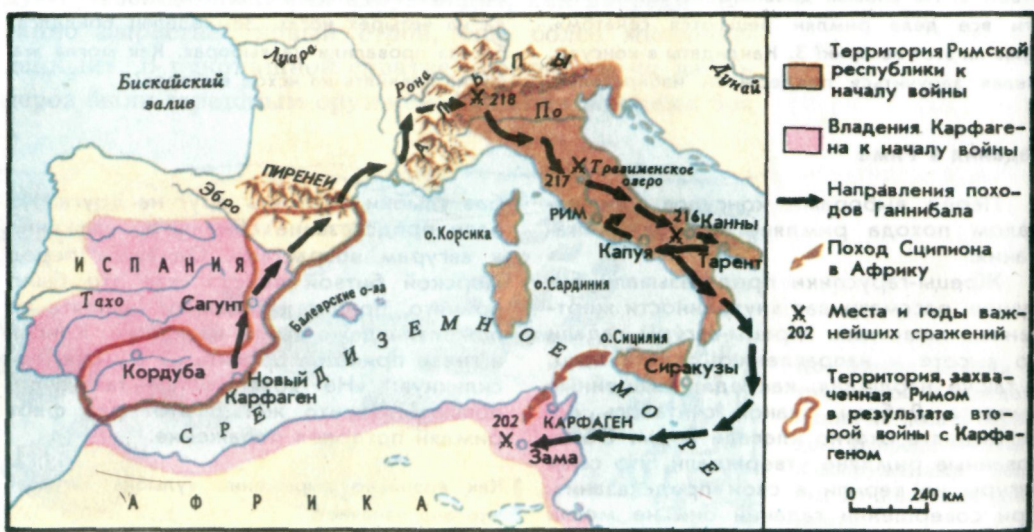 Бискайский
залив
Луара
Рона
АЛЬПЫ
218
По
Дунай
ПИРЕНЕИ
Эбро
217
Тразименское
озеро
о. Корсика
РИМ
216
Канны
Капуя
Тарент
ИСПАНИЯ
Тахо
Сагунт
Балеарские о-ва
о. Сардиния
Кордуба
Новый
Карфаген
о. Сицилия
Сиракузы
СРЕДИЗЕМНОЕ МОРЕ
202
КАРФАГЕН
Зама
АФРИКА
Территория Римской
республики к
началу войны
Владения Карфаге-
на к началу войны
Направления похо-
дов Ганнибала
Поход Сципиона
в Африку
202
Места и годы важ-
нейших сражений
Территория, захва-
ченная Римом
в результате вто-
рой войны с Карфа-
геном
0 240 км